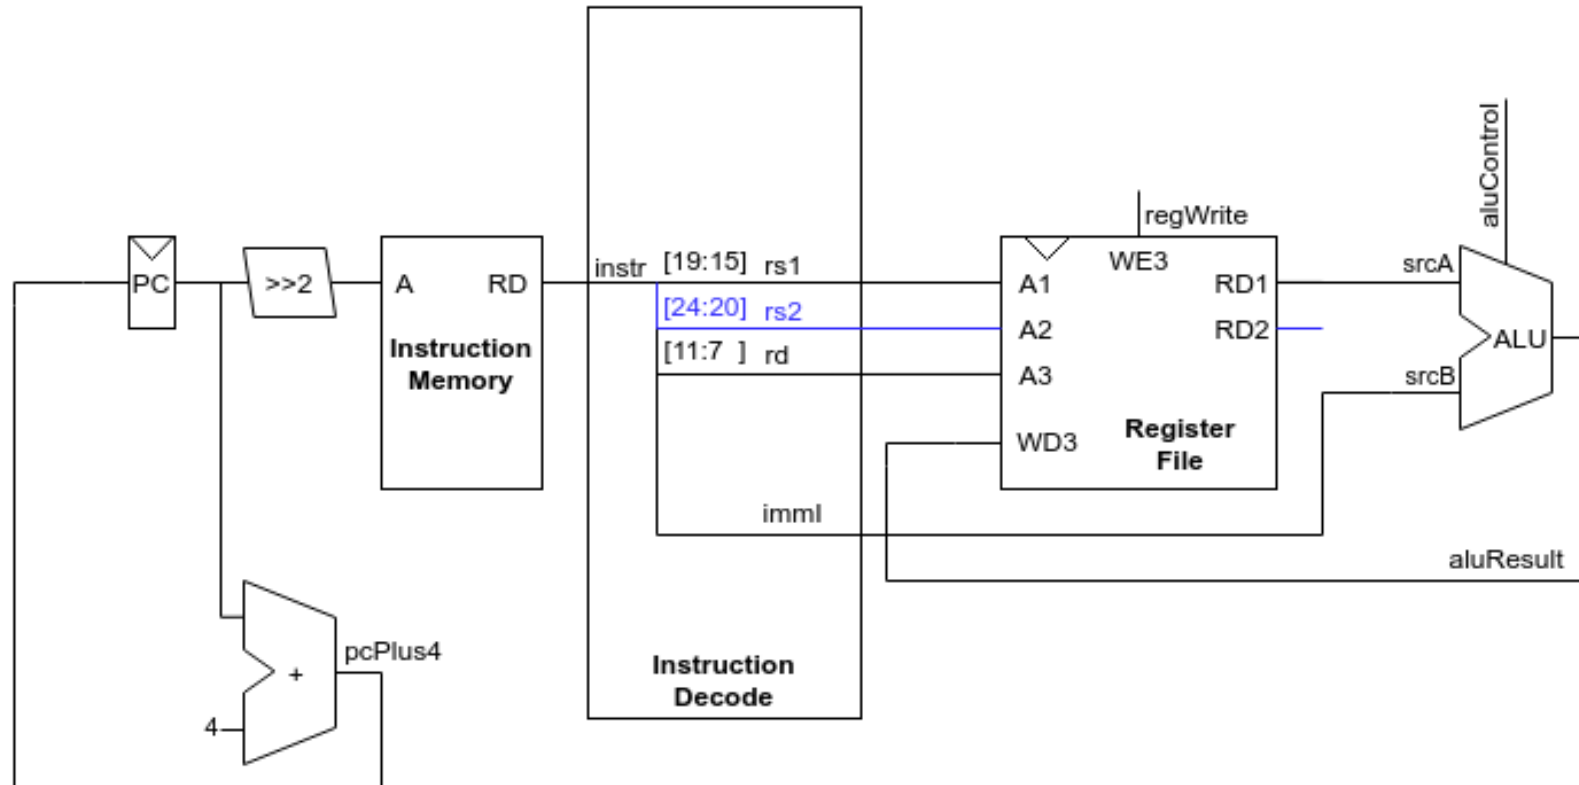 aluControl
regWrite
PC
>>2
A
RD
Instruction
Memory
instr
[19:15] rs1
[24:20] rs2
[11:7 ] rd
immI
Instruction
Decode
A1
A2
A3
WD3
WE3
RD1
RD2
Register
File
srcA
srcB
ALU
aluResult
pcPlus4
+
4